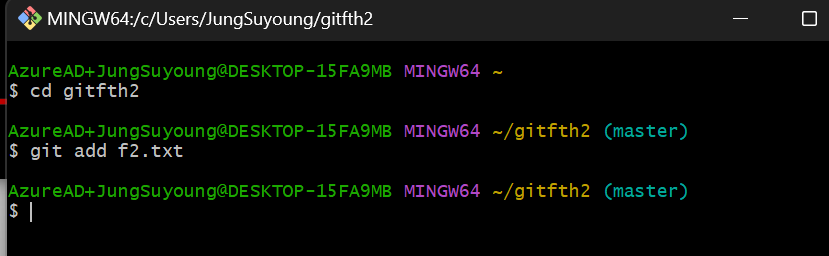 MINGW64:/c/Users/JungSuyoung/gitfth2
AzureAD+JungSuyoung@DESKTOP-15FA9MB MINGW64 ~
$ cd gitfth2
AzureAD+JungSuyoung@DESKTOP-15FA9MB MINGW64 ~/gitfth2 (master)
$ git add f2.txt
AzureAD+JungSuyoung@DESKTOP-15FA9MB MINGW64 ~/gitfth2 (master)
$